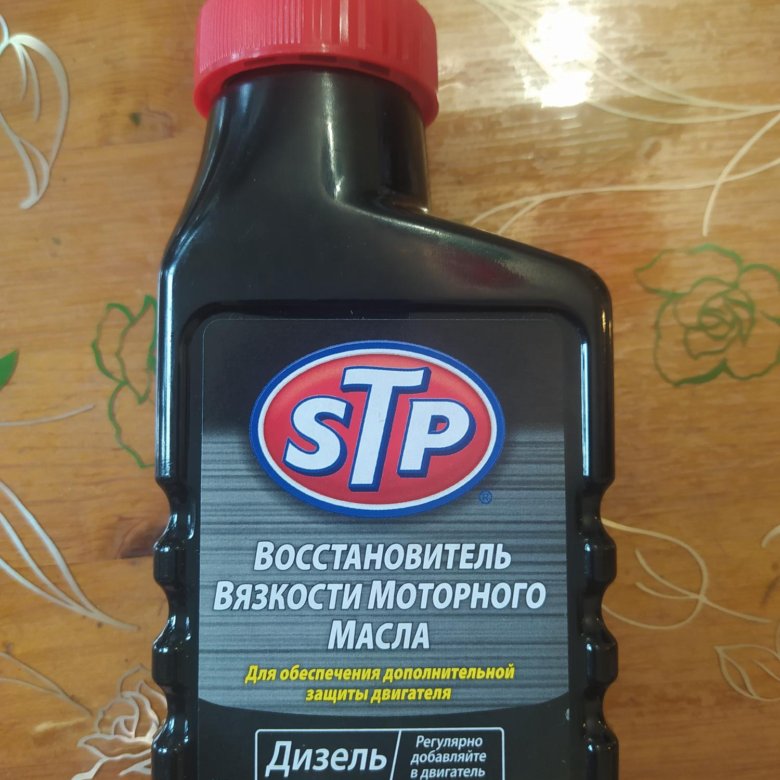 STP
®
ВОССТАНОВИТЕЛЬ
ВЯЗКОСТИ МОТОРНОГО
МАСЛА
Для обеспечения дополнительной
защиты двигателя
Дизель
Регулярно
добавляйте
в двигатель